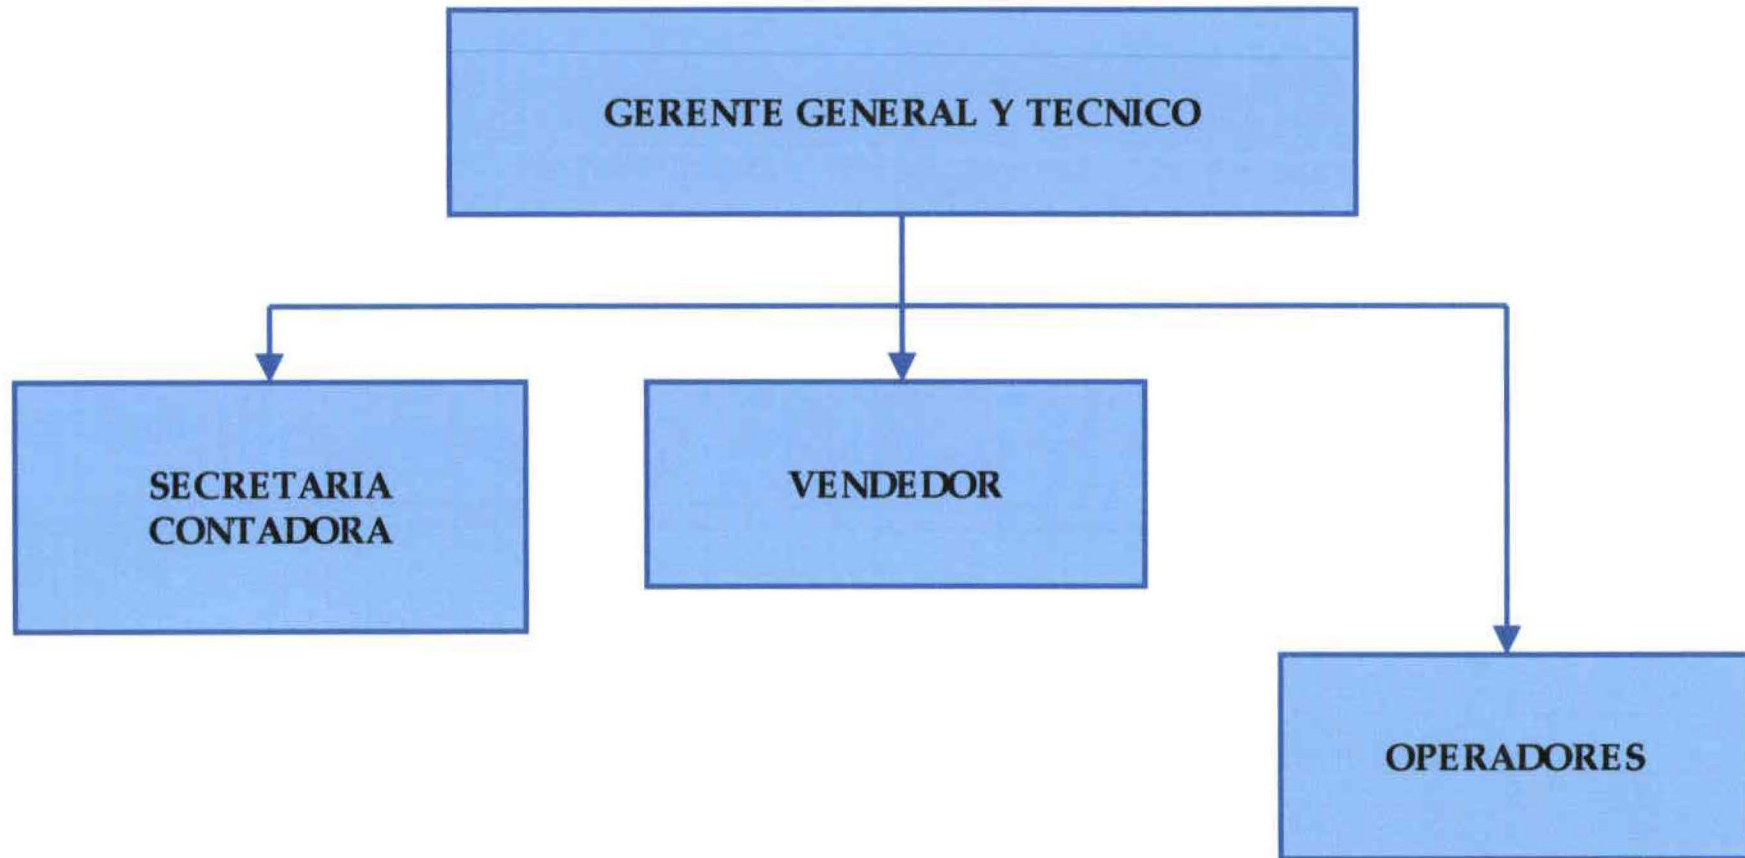 GERENTE GENERAL Y TECNICO
SECRETARIA
CONTADORA
VENDEDOR
OPERADORES